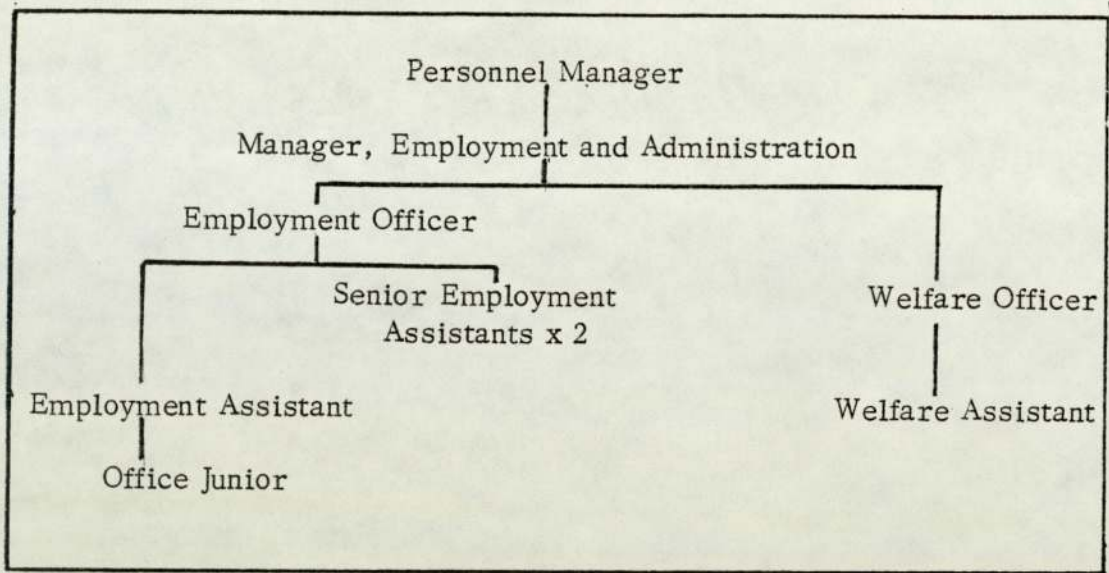 Personnel Manager
Manager, Employment and Administration
Employment Officer
Senior Employment
Assistants x 2
Welfare Officer
Employment Assistant
Welfare Assistant
Office Junior